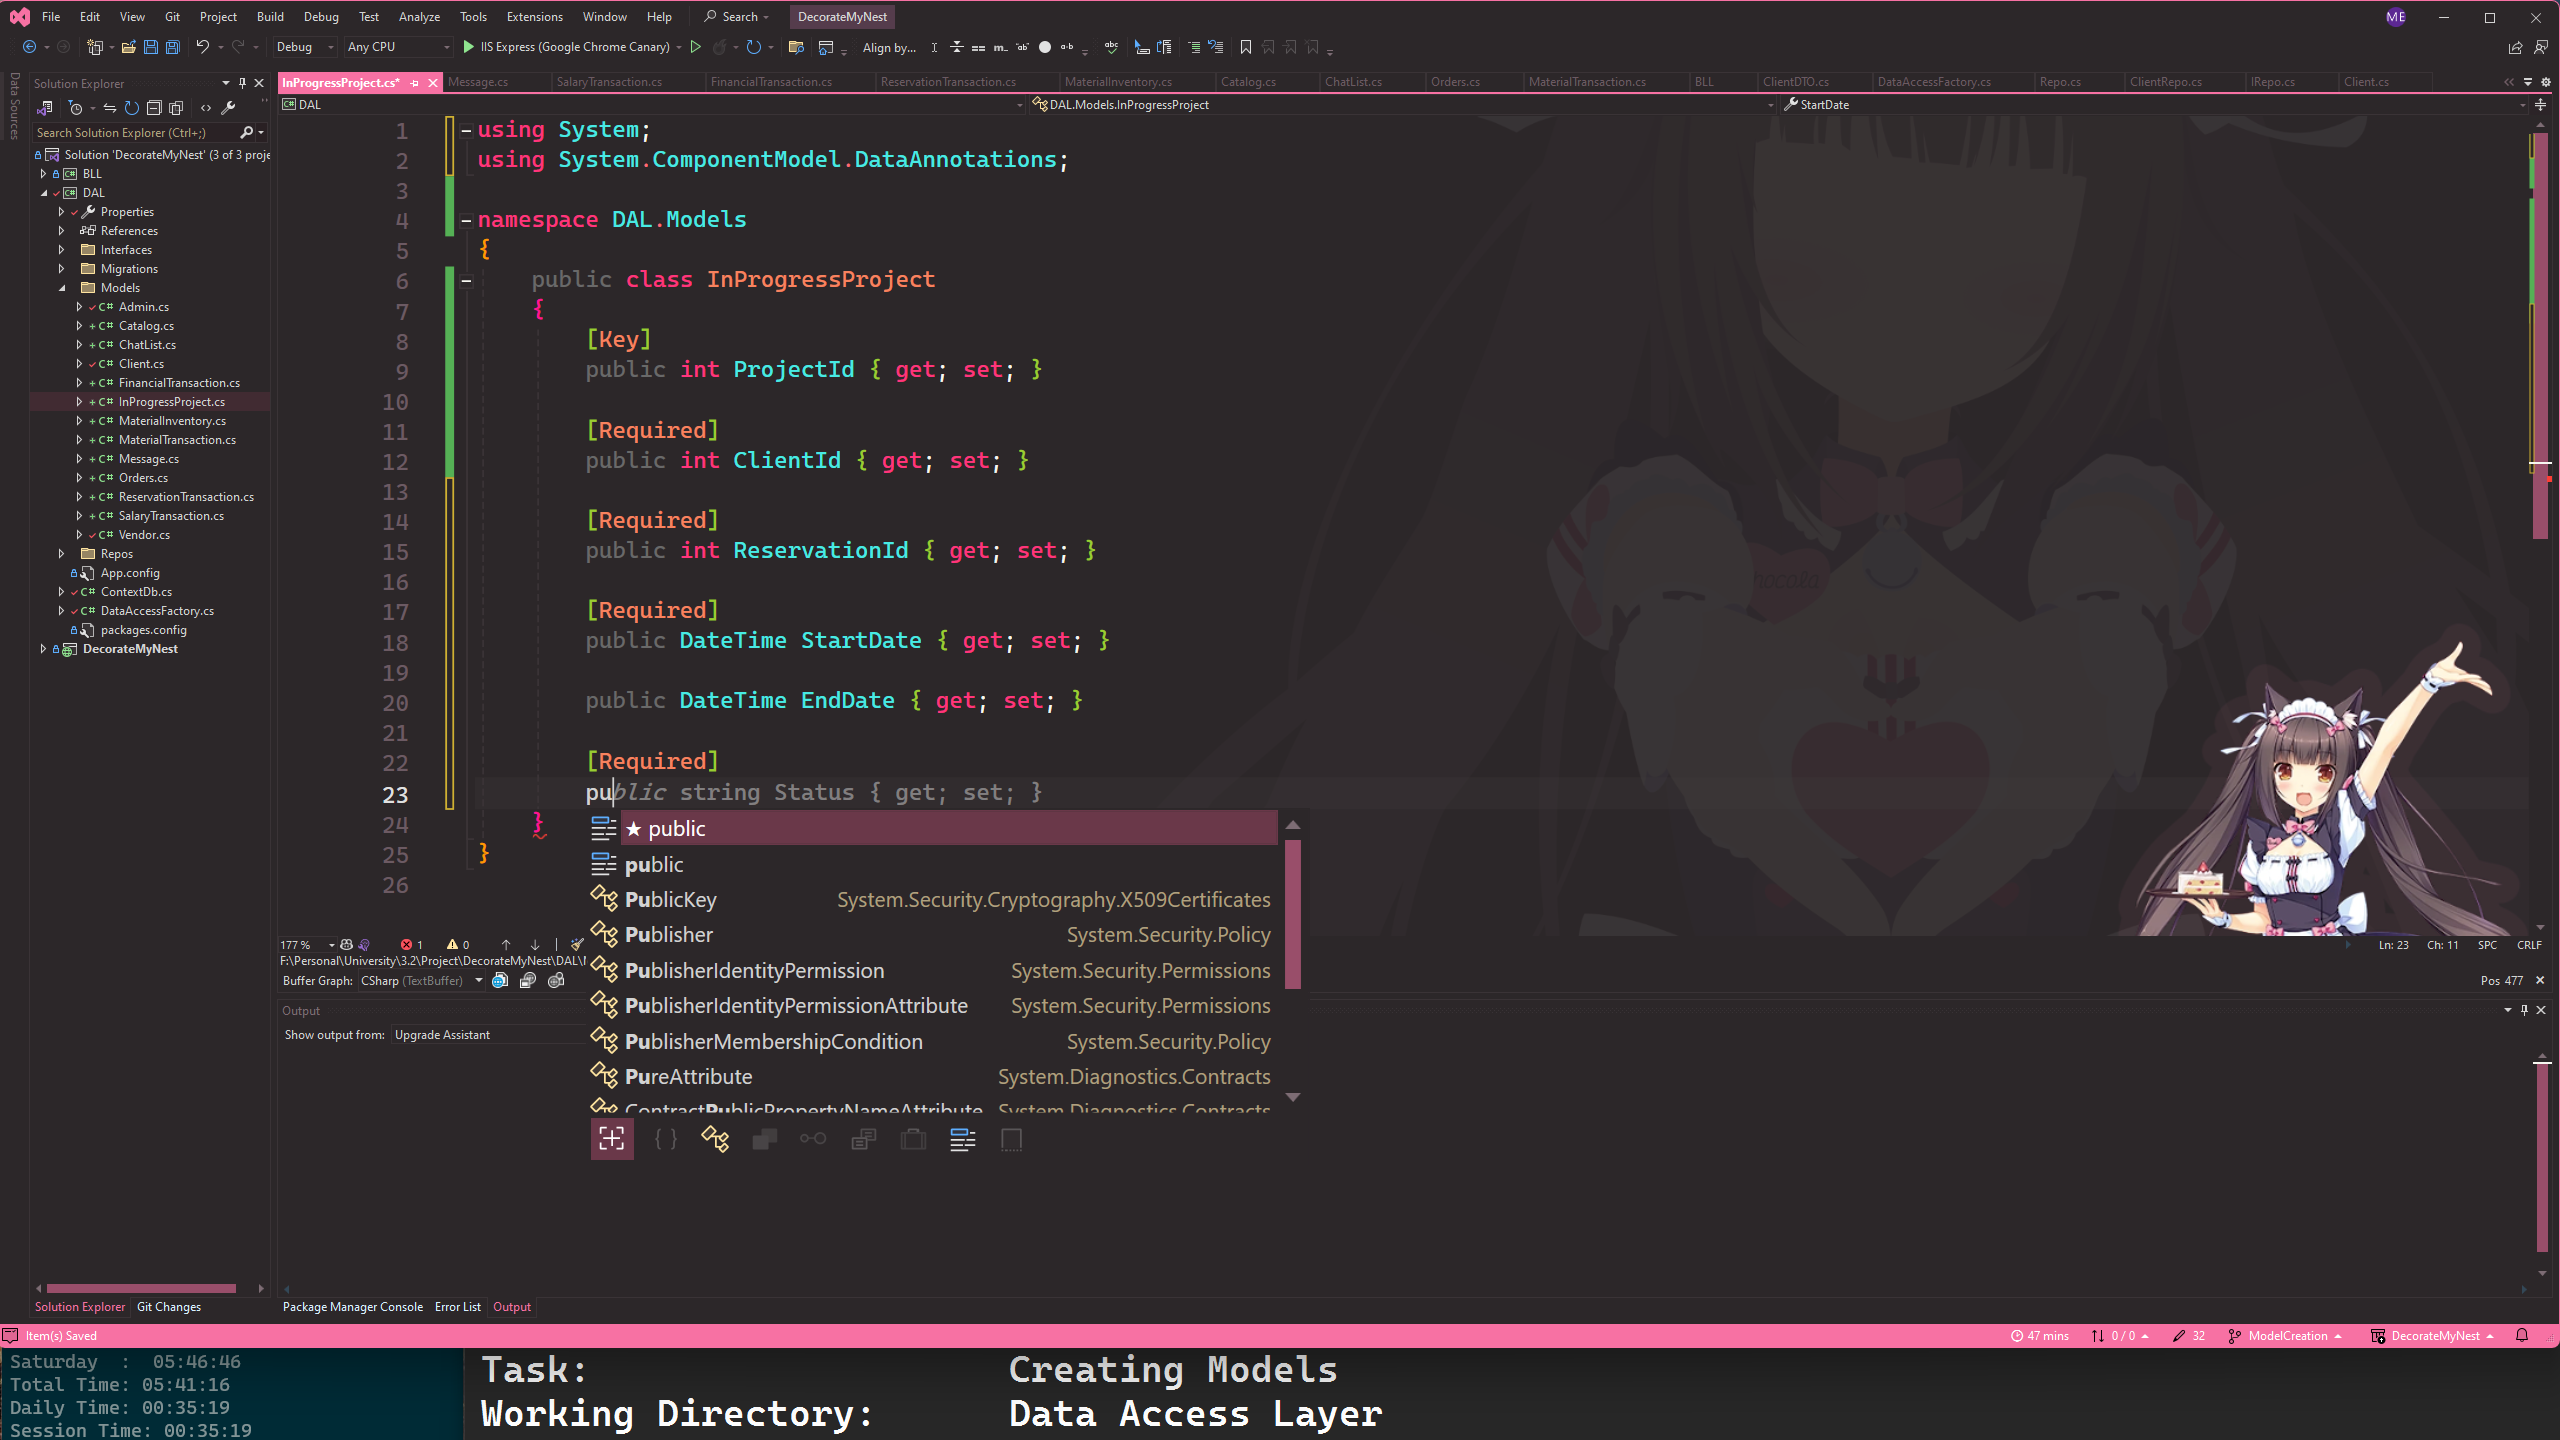 File Edit View Git Project Build Debug Test Analyze Tools Extensions Window Help Search DecorateMyNest ME
Debug Any CPU IIS Express (Google Chrome Canary) Align by...
Data Sources
Solution Explorer
Search Solution Explorer (Ctrl+;)
Solution 'DecorateMyNest' (3 of 3 proje
BLL
DAL
Properties
References
Interfaces
Migrations
Models
Admin.cs
Catalog.cs
ChatList.cs
Client.cs
FinancialTransaction.cs
InProgressProject.cs
MaterialInventory.cs
MaterialTransaction.cs
Message.cs
Orders.cs
ReservationTransaction.cs
SalaryTransaction.cs
Vendor.cs
Repos
App.config
ContextDb.cs
DataAccessFactory.cs
packages.config
DecorateMyNest
Solution Explorer Git Changes
InProgressProject.cs* Message.cs SalaryTransaction.cs FinancialTransaction.cs ReservationTransaction.cs MaterialInventory.cs Catalog.cs ChatList.cs Orders.cs MaterialTransaction.cs BLL ClientDTO.cs DataAccessFactory.cs Repo.cs ClientRepo.cs IRepo.cs Client.cs
DAL DAL.Models.InProgressProject StartDate
1 using System;
2 using System.ComponentModel.DataAnnotations;
3
4 namespace DAL.Models
5 {
6 public class InProgressProject
7 {
8 [Key]
9 public int ProjectId { get; set; }
10
11 [Required]
12 public int ClientId { get; set; }
13
14 [Required]
15 public int ReservationId { get; set; }
16
17 [Required]
18 public DateTime StartDate { get; set; }
19
20 public DateTime EndDate { get; set; }
21
22 [Required]
23 public string Status { get; set; }
24 }
25 }
26
★ public
public
PublicKey System.Security.Cryptography.X509Certificates
Publisher System.Security.Policy
PublisherIdentityPermission System.Security.Permissions
PublisherIdentityPermissionAttribute System.Security.Permissions
PublisherMembershipCondition System.Security.Policy
PureAttribute System.Diagnostics.Contracts
ContractPublicPropertyNameAttribute System.Diagnostics.Contracts
177 % 1 0 Ln: 23 Ch: 11 SPC CRLF
F:\Personal\University\3.2\Project\DecorateMyNest\DAL\
Buffer Graph: CSharp (TextBuffer) Pos 477
Output
Show output from: Upgrade Assistant
Package Manager Console Error List Output
Item(s) Saved 47 mins 0 / 0 32 ModelCreation DecorateMyNest
Saturday : 05:46:46
Total Time: 05:41:16
Daily Time: 00:35:19
Session Time: 00:35:19
Task: Creating Models
Working Directory: Data Access Layer